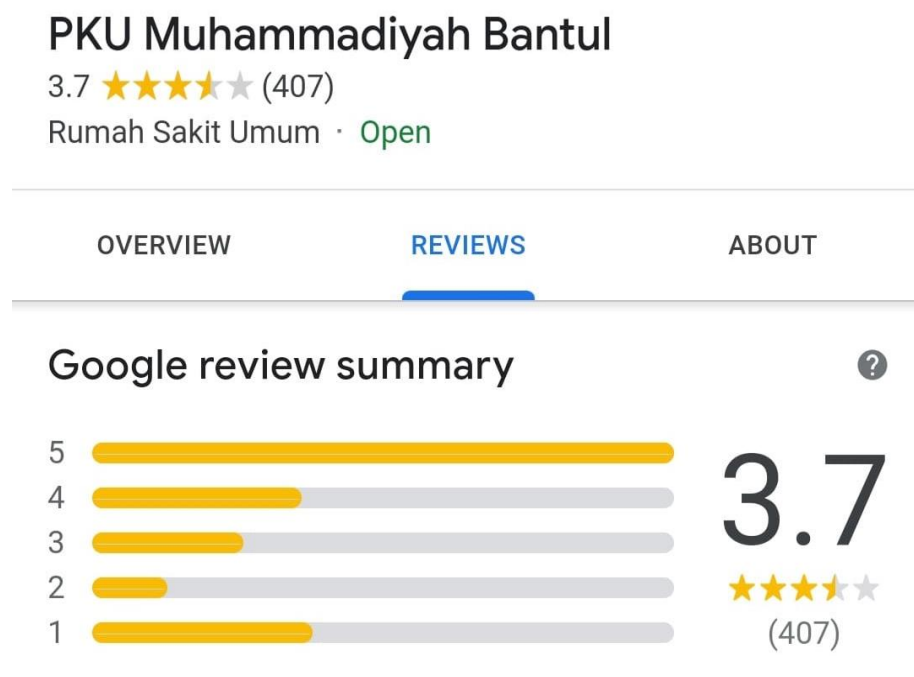 PKU Muhammadiyah Bantul
3.7 (407)
Rumah Sakit Umum · Open
OVERVIEW REVIEWS ABOUT
Google review summary ?
5
4
3
2
1
3.7
(407)